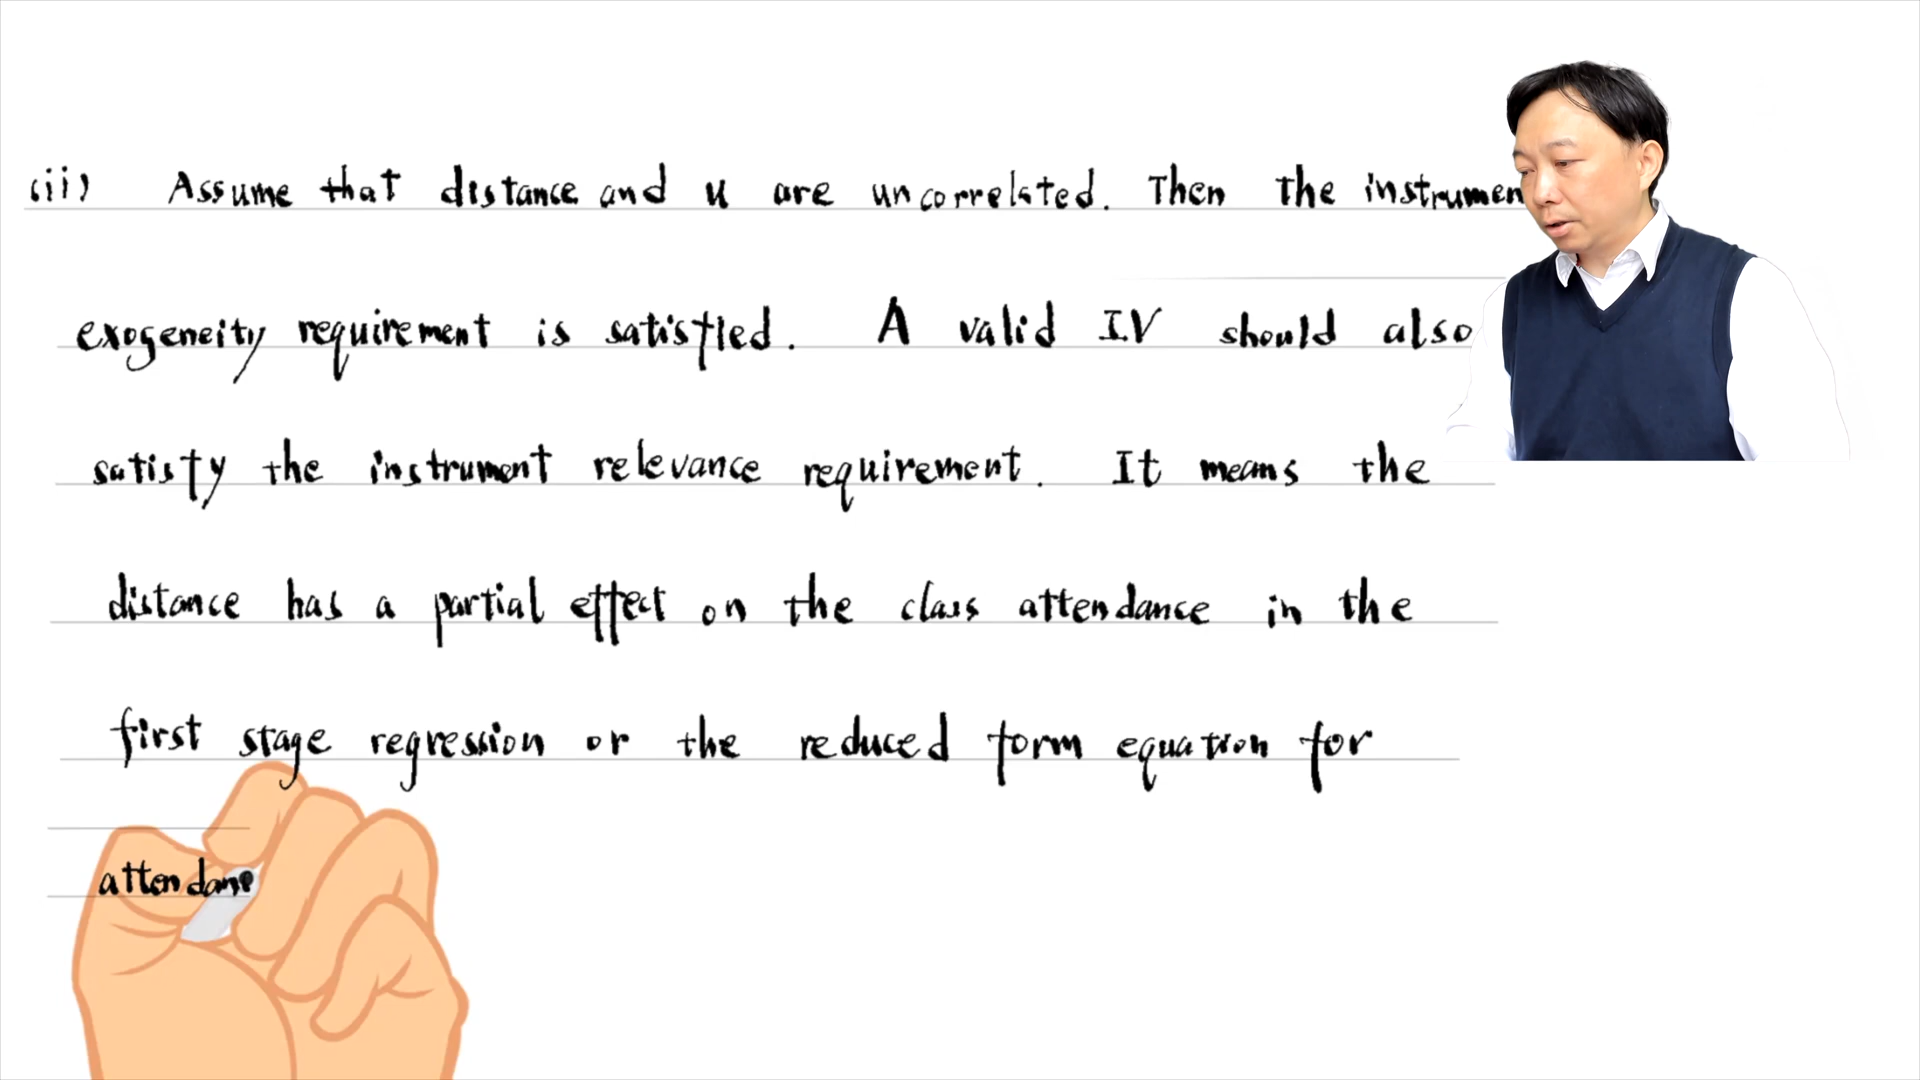 (ii) Assume that distance and u are uncorrelated. Then the instrumen
exogeneity requirement is satisfied. A valid IV should also
satisfy the instrument relevance requirement. It means the
distance has a partial effect on the class attendance in the
first stage regression or the reduced form equation for
attendanc